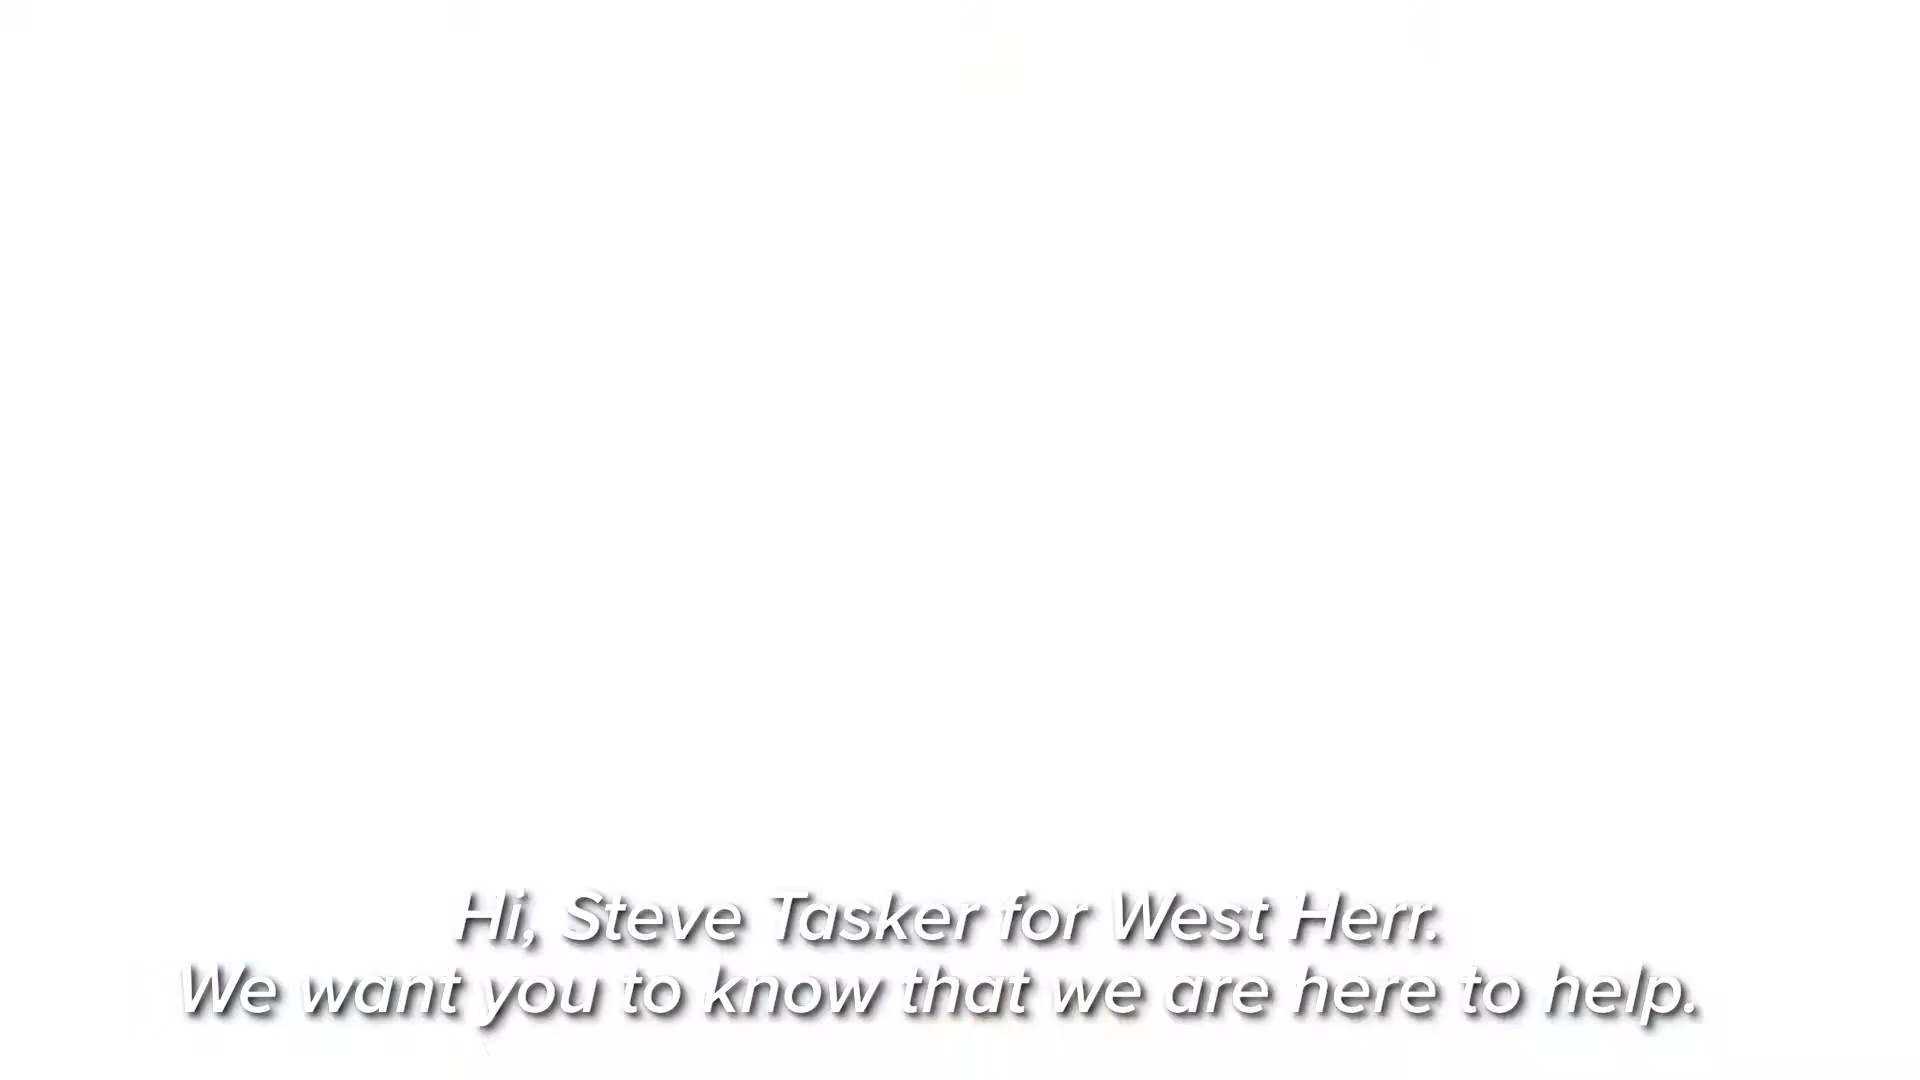 Hi, Steve Tasker for West Herr.
We want you to know that we are here to help.